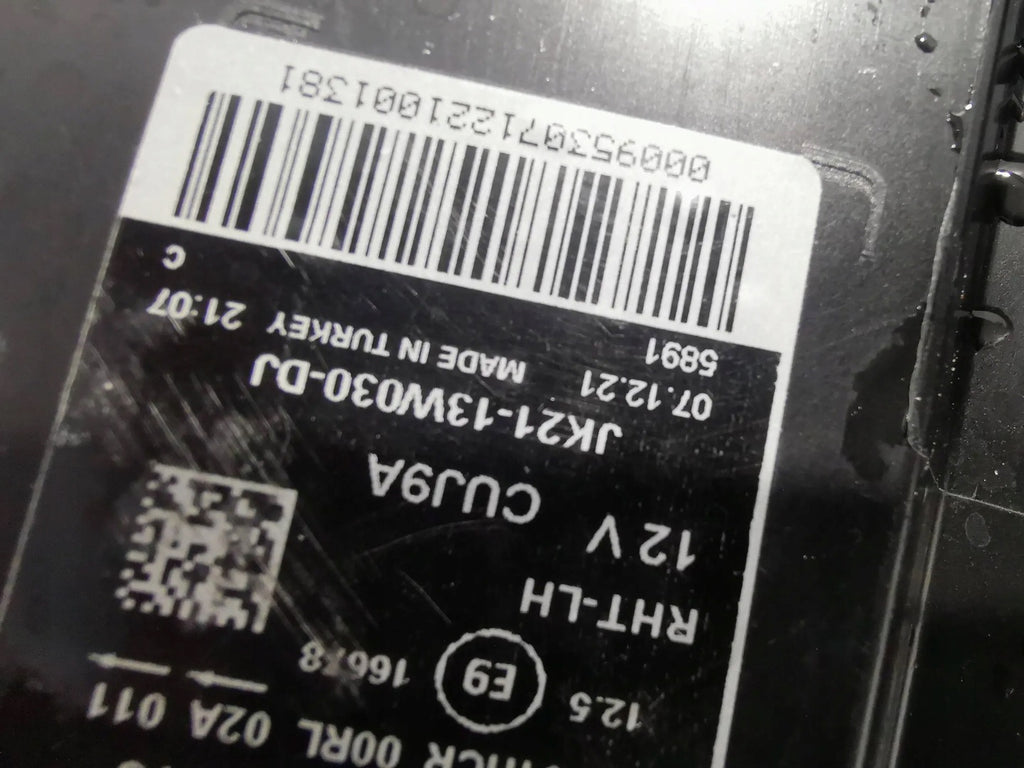 00RL 02A 011
12.5 E9
RHT-LH
12 V CUJ9A
JK21-13W030-DJ
07.12.21 MADE IN TURKEY 21:07
5891 C
000953071221001381